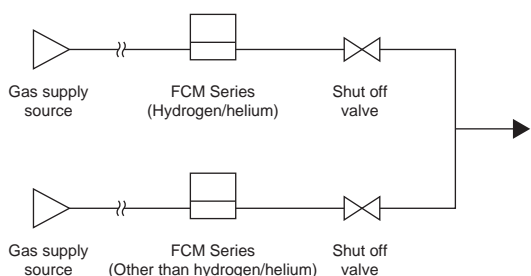 Gas supply
source
FCM Series
(Hydrogen/helium)
Shut off
valve
Gas supply
source
FCM Series
(Other than hydrogen/helium)
Shut off
valve